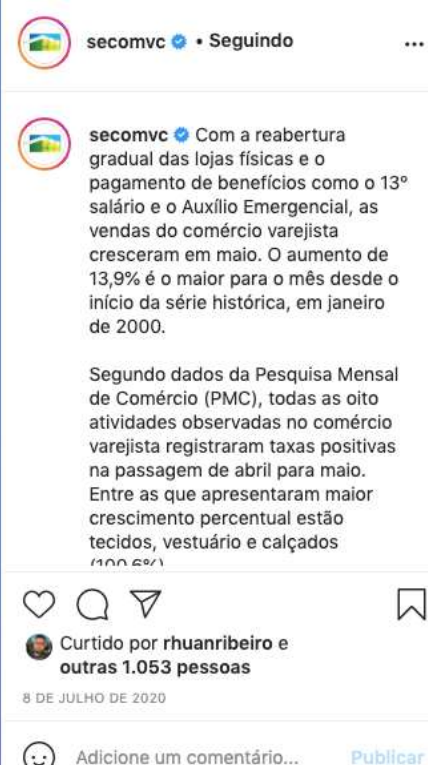 secomvc • Seguindo
...
secomvc Com a reabertura
gradual das lojas físicas e o
pagamento de benefícios como o 13°
salário e o Auxílio Emergencial, as
vendas do comércio varejista
cresceram em maio. O aumento de
13,9% é o maior para o mês desde o
início da série histórica, em janeiro
de 2000.
Segundo dados da Pesquisa Mensal
de Comércio (PMC), todas as oito
atividades observadas no comércio
varejista registraram taxas positivas
na passagem de abril para maio.
Entre as que apresentaram maior
crescimento percentual estão
tecidos, vestuário e calçados
(100,6%)
Curtido por rhuanribeiro e
outras 1.053 pessoas
8 DE JULHO DE 2020
Adicione um comentário... Publicar